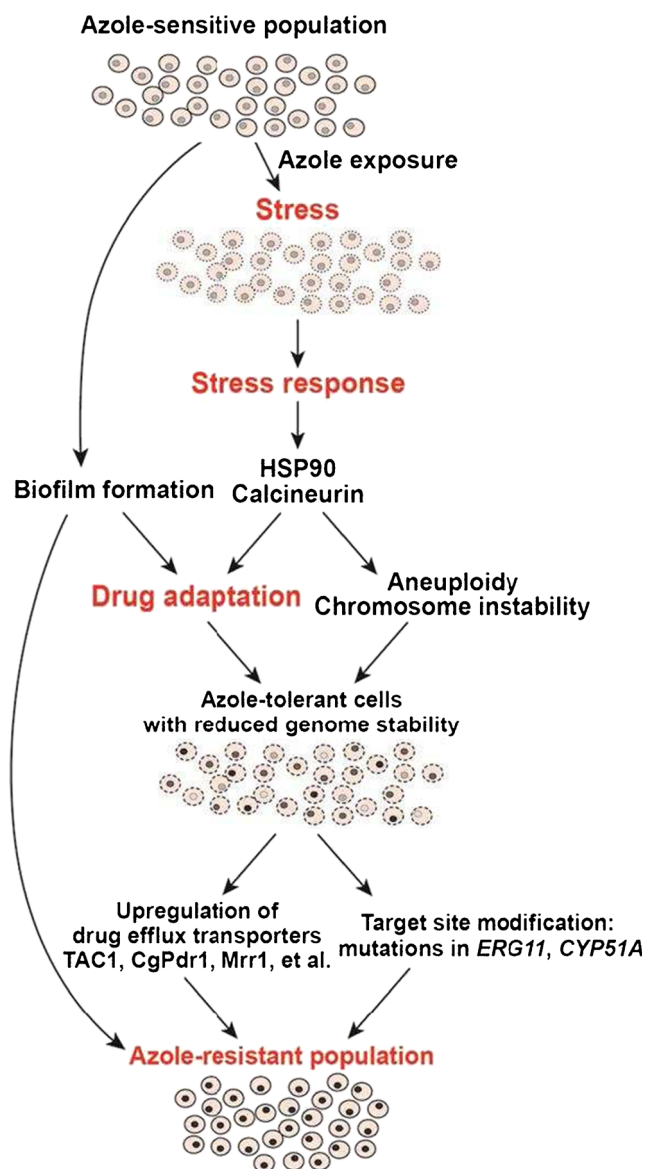 Azole-sensitive population
Azole exposure
Stress
Stress response
HSP90
Calcineurin
Biofilm formation
Drug adaptation
Aneuploidy
Chromosome instability
Azole-tolerant cells
with reduced genome stability
Upregulation of
drug efflux transporters
TAC1, CgPdr1, Mrr1, et al.
Target site modification:
mutations in ERG11, CYP51A
Azole-resistant population